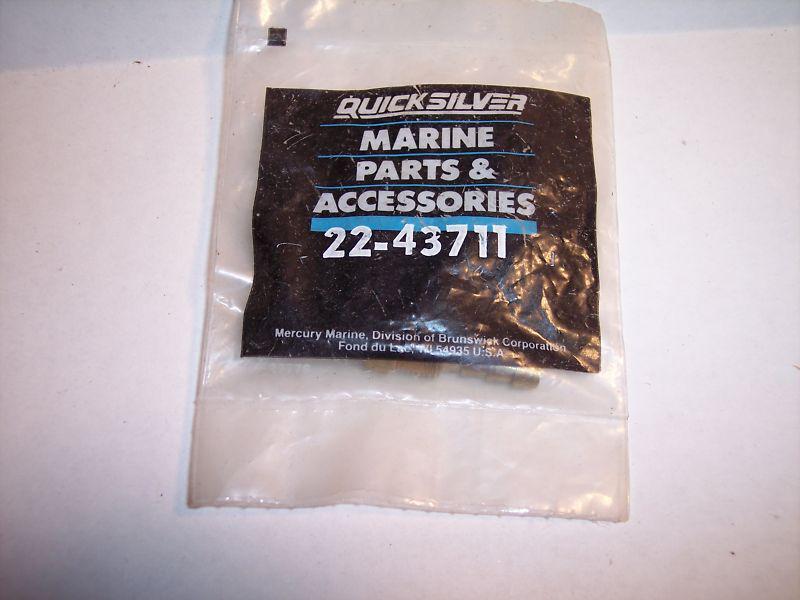 QUICKSILVER
MARINE
PARTS &
ACCESSORIES
22-43711
Mercury Marine, Division of Brunswick Corporation
Fond du Lac, WI 54935 U.S.A